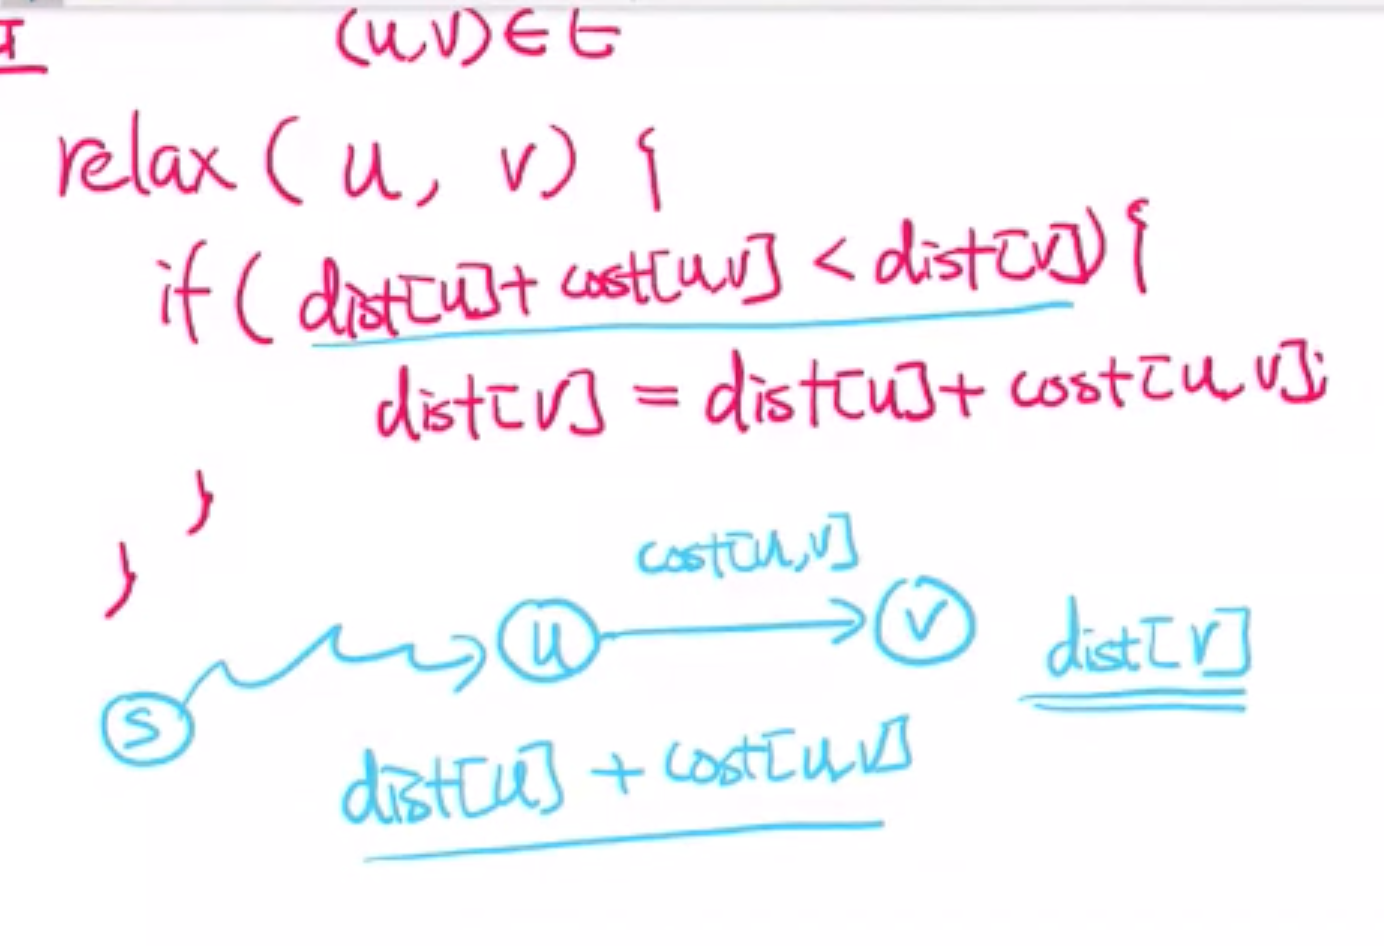 (u,v)∈E
relax(u, v) {
if( dist[u]+ cost[u,v] < dist[v]) {
dist[v] = dist[u]+ cost[u,v];
}
}
cost[u,v]
s u v dist[v]
dist[u] + cost[u,v]